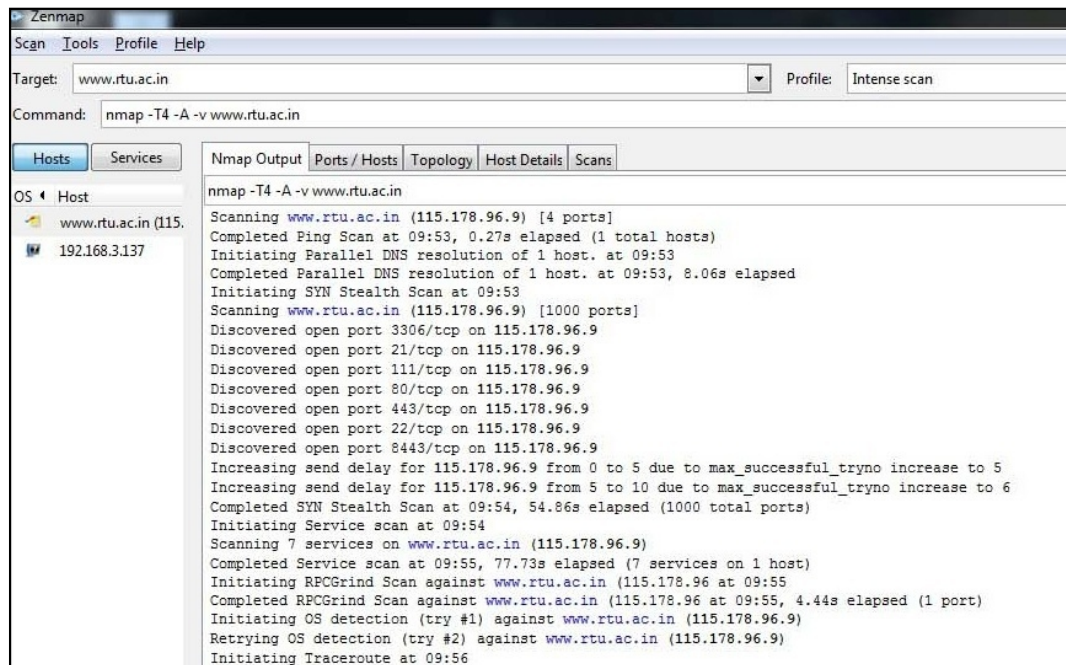 Zenmap
Scan Tools Profile Help
Target: www.rtu.ac.in Profile: Intense scan
Command: nmap -T4 -A -v www.rtu.ac.in
Hosts Services Nmap Output Ports / Hosts Topology Host Details Scans
OS Host
www.rtu.ac.in (115.
192.168.3.137
nmap -T4 -A -v www.rtu.ac.in
Scanning www.rtu.ac.in (115.178.96.9) [4 ports]
Completed Ping Scan at 09:53, 0.27s elapsed (1 total hosts)
Initiating Parallel DNS resolution of 1 host. at 09:53
Completed Parallel DNS resolution of 1 host. at 09:53, 8.06s elapsed
Initiating SYN Stealth Scan at 09:53
Scanning www.rtu.ac.in (115.178.96.9) [1000 ports]
Discovered open port 3306/tcp on 115.178.96.9
Discovered open port 21/tcp on 115.178.96.9
Discovered open port 111/tcp on 115.178.96.9
Discovered open port 80/tcp on 115.178.96.9
Discovered open port 443/tcp on 115.178.96.9
Discovered open port 22/tcp on 115.178.96.9
Discovered open port 8443/tcp on 115.178.96.9
Increasing send delay for 115.178.96.9 from 0 to 5 due to max_successful_tryno increase to 5
Increasing send delay for 115.178.96.9 from 5 to 10 due to max_successful_tryno increase to 6
Completed SYN Stealth Scan at 09:54, 54.86s elapsed (1000 total ports)
Initiating Service scan at 09:54
Scanning 7 services on www.rtu.ac.in (115.178.96.9)
Completed Service scan at 09:55, 77.73s elapsed (7 services on 1 host)
Initiating RPCGrind Scan against www.rtu.ac.in (115.178.96 at 09:55
Completed RPCGrind Scan against www.rtu.ac.in (115.178.96 at 09:55, 4.44s elapsed (1 port)
Initiating OS detection (try #1) against www.rtu.ac.in (115.178.96.9)
Retrying OS detection (try #2) against www.rtu.ac.in (115.178.96.9)
Initiating Traceroute at 09:56